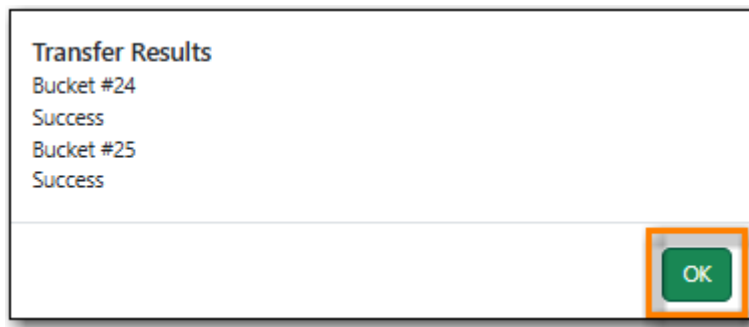 Transfer Results
Bucket #24
Success
Bucket #25
Success
OK